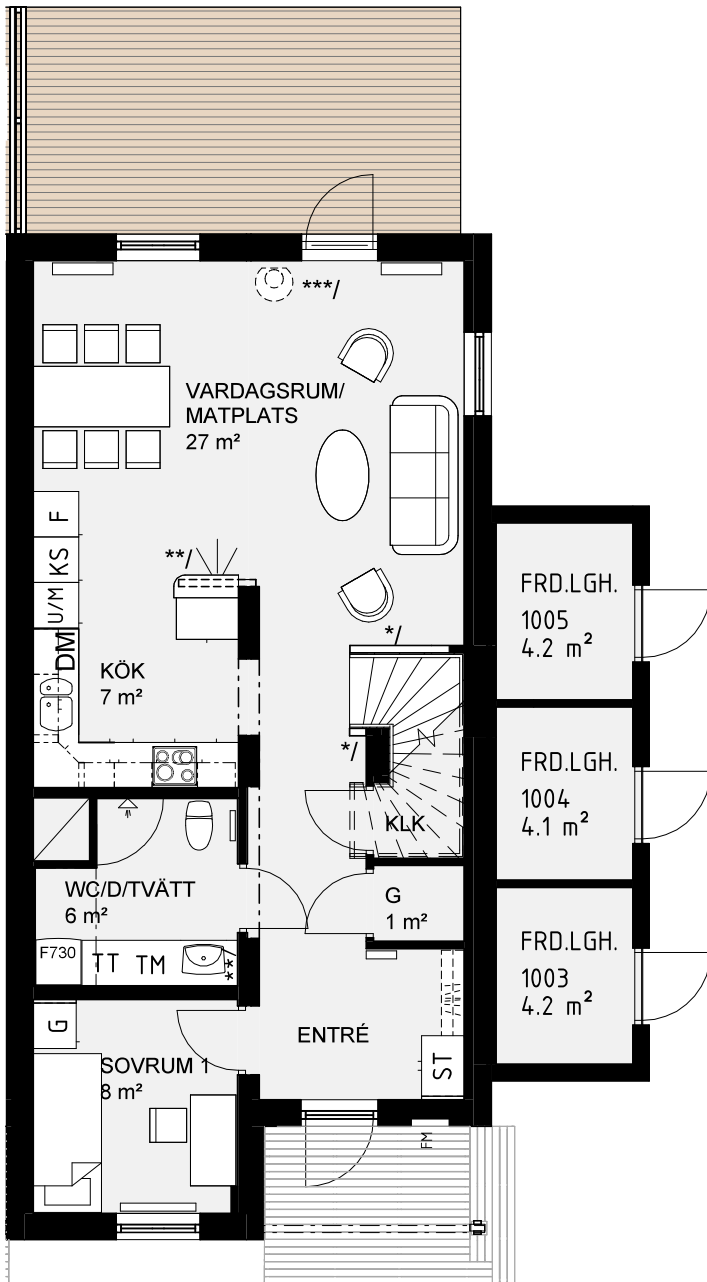 ***/
VARDAGSRUM/
MATPLATS
27 m²
F
KS
U/M
DM
**/
KÖK
7 m²
*/
*/
KLK
WC/D/TVÄTT
6 m²
G
1 m²
F730
TT TM
**/
G
SOVRUM 1
8 m²
ENTRÉ
ST
FM
FRD.LGH.
1005
4.2 m²
FRD.LGH.
1004
4.1 m²
FRD.LGH.
1003
4.2 m²